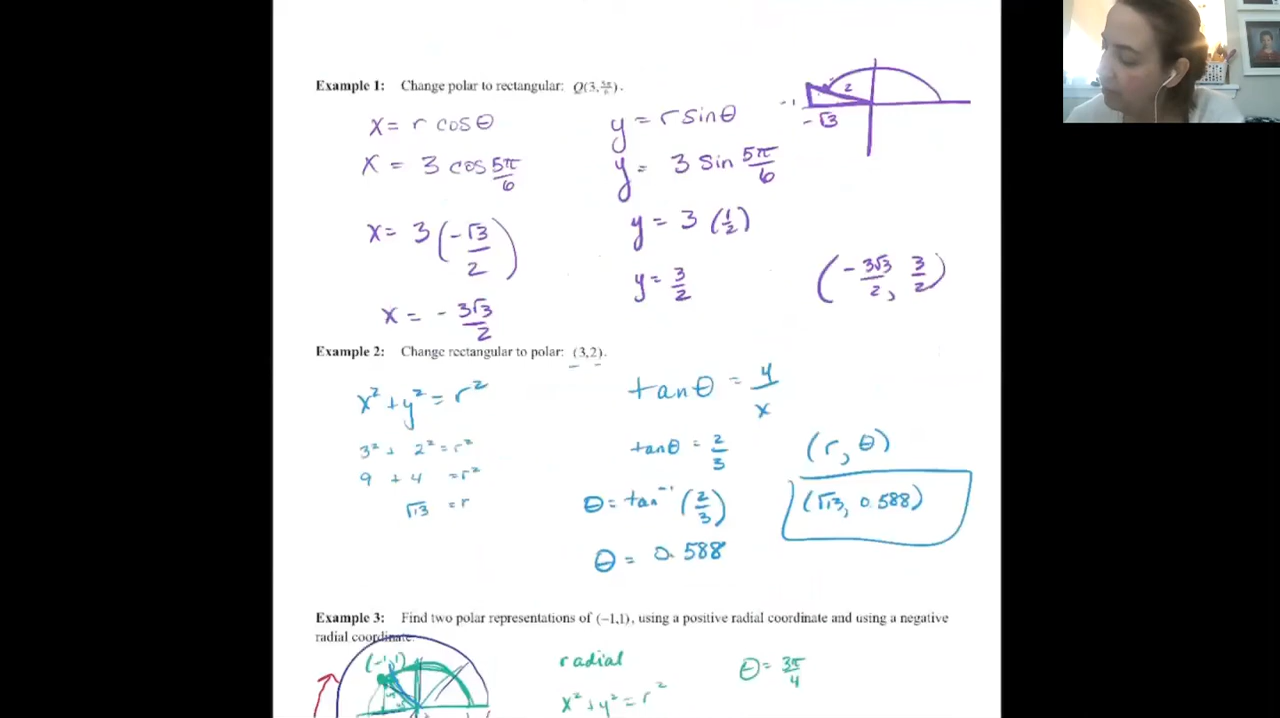 Example 1: Change polar to rectangular: Q(3, 5π/6).
x = r cos θ
y = r sin θ
2
-1
-√3
x = 3 cos 5π/6
y = 3 sin 5π/6
x = 3 (-√3/2)
y = 3 (1/2)
y = 3/2
(-3√3/2, 3/2)
x = - 3√3/2
Example 2: Change rectangular to polar: (3,2).
x² + y² = r²
tan θ = y/x
3² + 2² = r²
tan θ = 2/3
(r, θ)
9 + 4 = r²
θ = tan⁻¹ (2/3)
(√13, 0.588)
√13 = r
θ = 0.588
Example 3: Find two polar representations of (−1,1), using a positive radial coordinate and using a negative
radial coordinate.
(-1,1)
radial
θ = 3π/4
x² + y² = r²